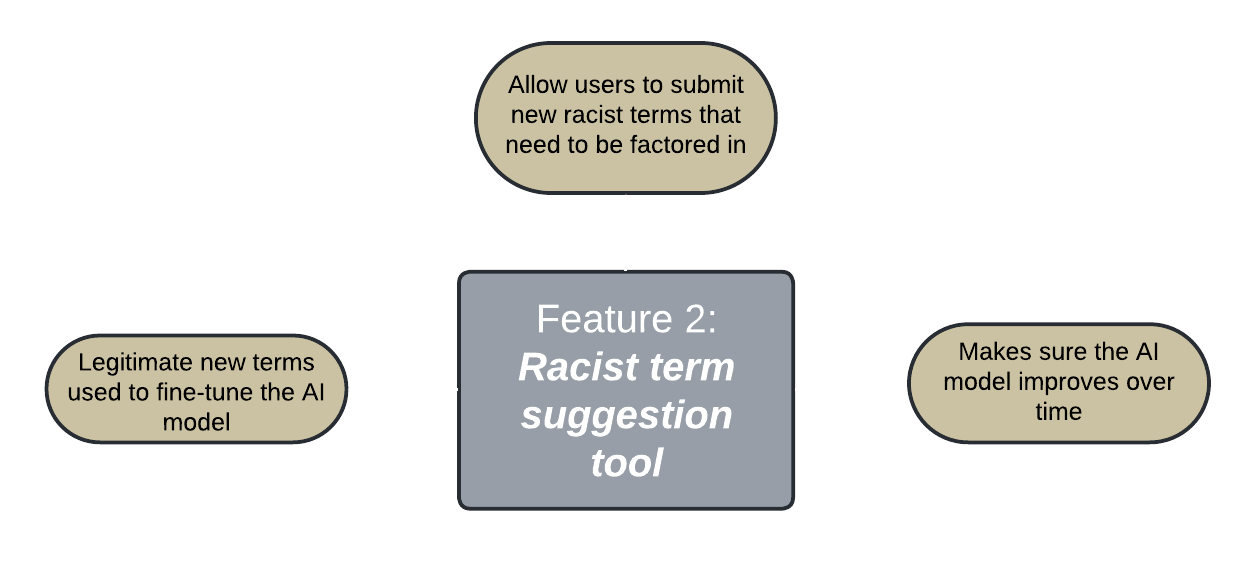 Allow users to submit
new racist terms that
need to be factored in
Feature 2:
Racist term
suggestion
tool
Legitimate new terms
used to fine-tune the AI
model
Makes sure the AI
model improves over
time